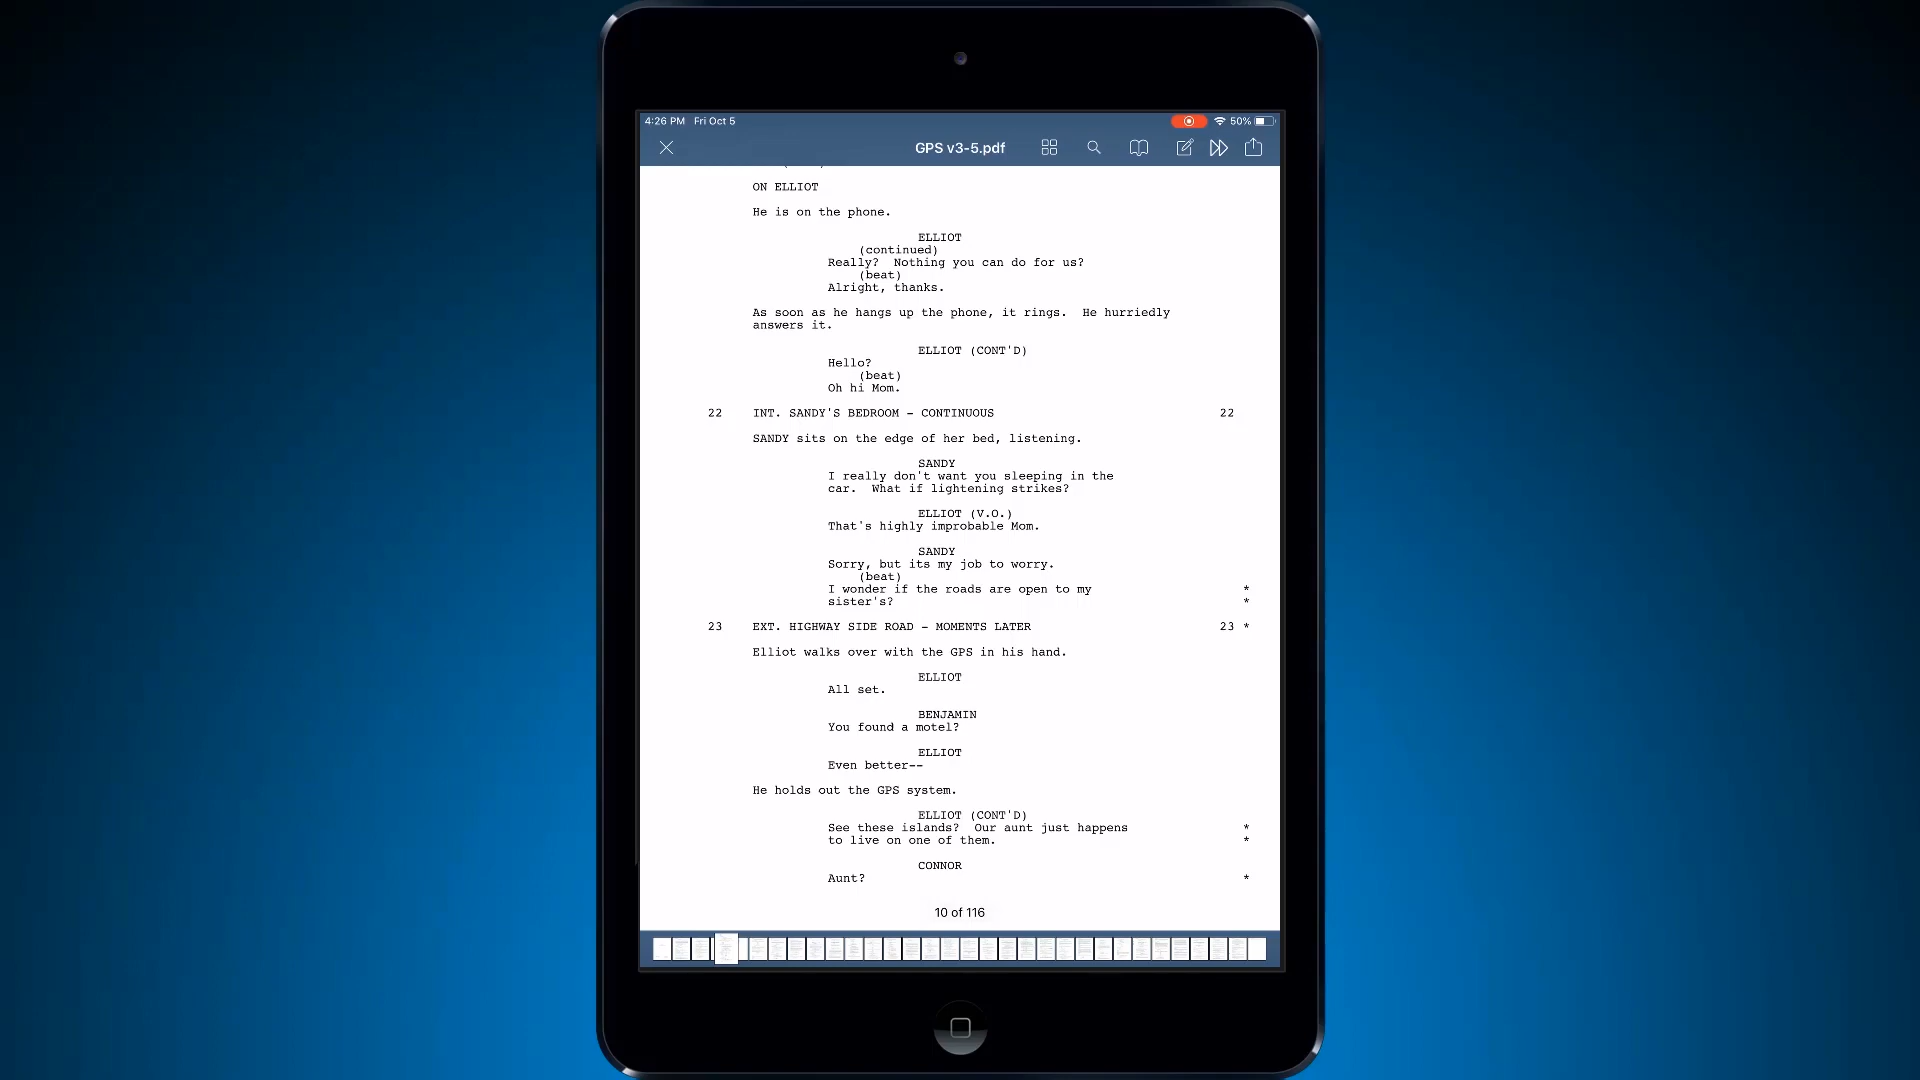 4:26 PM Fri Oct 5 50%
GPS v3-5.pdf
ON ELLIOT
He is on the phone.
ELLIOT
(continued)
Really? Nothing you can do for us?
(beat)
Alright, thanks.
As soon as he hangs up the phone, it rings. He hurriedly
answers it.
ELLIOT (CONT'D)
Hello?
(beat)
Oh hi Mom.
22 INT. SANDY'S BEDROOM - CONTINUOUS 22
SANDY sits on the edge of her bed, listening.
SANDY
I really don't want you sleeping in the
car. What if lightening strikes?
ELLIOT (V.O.)
That's highly improbable Mom.
SANDY
Sorry, but its my job to worry.
(beat)
I wonder if the roads are open to my *
sister's? *
23 EXT. HIGHWAY SIDE ROAD - MOMENTS LATER 23 *
Elliot walks over with the GPS in his hand.
ELLIOT
All set.
BENJAMIN
You found a motel?
ELLIOT
Even better--
He holds out the GPS system.
ELLIOT (CONT'D)
See these islands? Our aunt just happens *
to live on one of them. *
CONNOR
Aunt? *
10 of 116